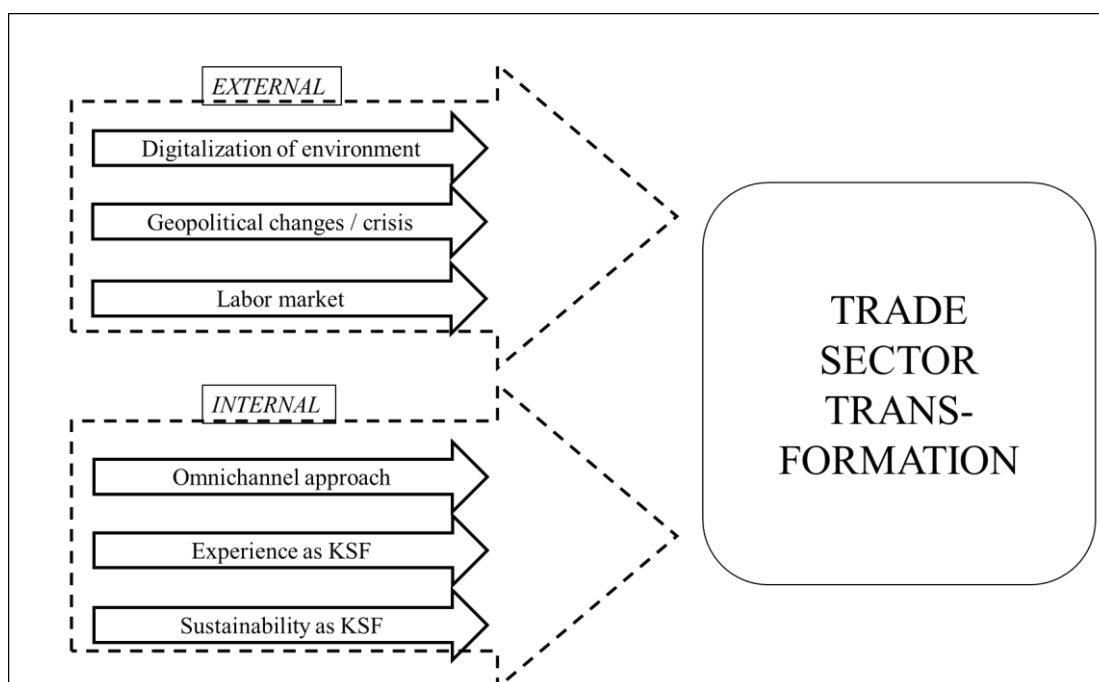 EXTERNAL
Digitalization of environment
Geopolitical changes / crisis
Labor market
INTERNAL
Omnichannel approach
Experience as KSF
Sustainability as KSF
TRADE
SECTOR
TRANS-
FORMATION